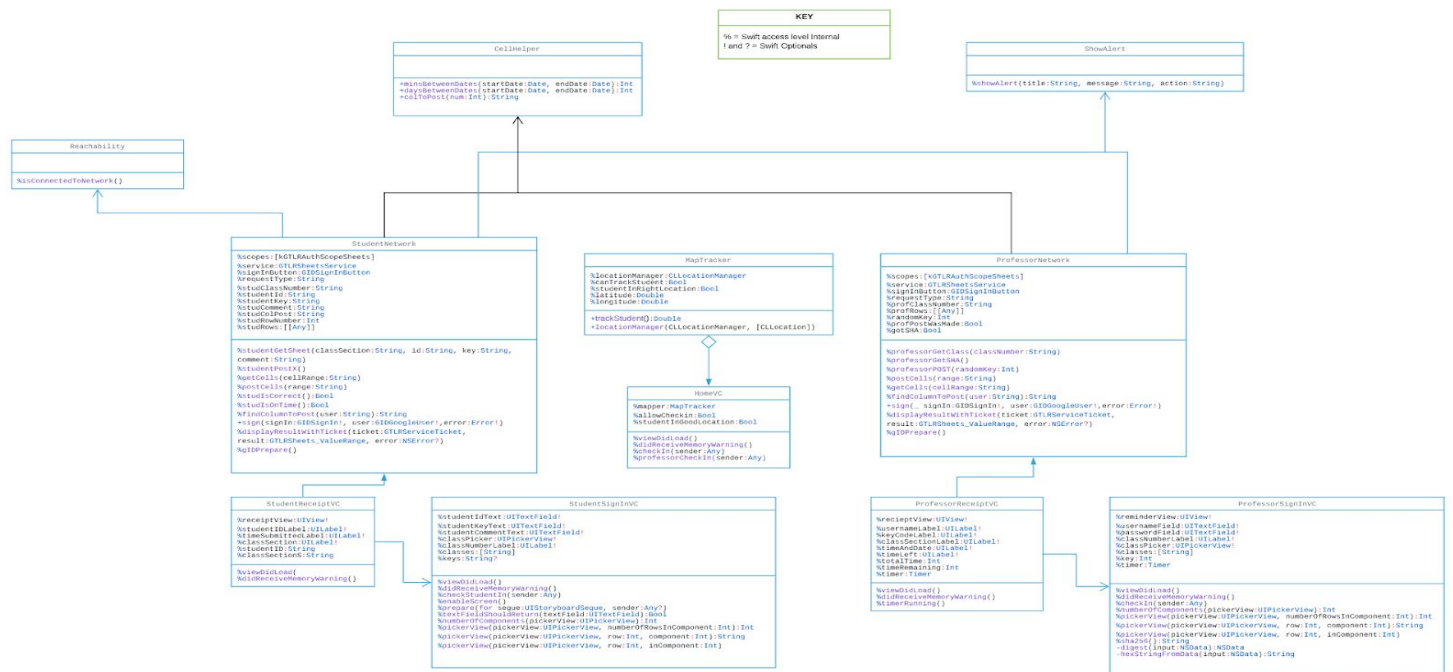 KEY
% = Swift access level Internal
! and ? = Swift Optionals
CellHelper
+minsBetweenDates(startDate:Date, endDate:Date):Int
+daysBetweenDates(startDate:Date, endDate:Date):Int
+colToPost(num:Int):String
ShowAlert
%showAlert(title:String, message:String, action:String)
Reachability
%isConnectedToNetwork()
StudentNetwork
%scopes:[kGTLRAuthScopeSheets]
%service:GTLRSheetsService
%signInButton:GIDSignInButton
%requestType:String
%studClassNumber:String
%studentId:String
%studentKey:String
%studComment:String
%studColPost:String
%studRowNumber:Int
%studRows:[[Any]]
%studentGetSheet(classSection:String, id:String, key:String,
comment:String)
%studentPostX()
%getCells(cellRange:String)
%postCells(range:String)
%studIsCorrect():Bool
%studIsOnTime():Bool
%findColumnToPost(user:String):String
+sign(signIn:GIDSignIn!, user:GIDGoogleUser!,error:Error!)
%displayResultWithTicket(ticket:GTLRServiceTicket,
result:GTLRSheets_ValueRange, error:NSError?)
%gIDPrepare()
MapTracker
%locationManager:CLLocationManager
%canTrackStudent:Bool
%studentInRightLocation:Bool
%latitude:Double
%longitude:Double
+trackStudent():Double
+locationManager(CLLocationManager, [CLLocation])
HomeVC
%mapper:MapTracker
%allowCheckin:Bool
%studentInGoodLocation:Bool
%viewDidLoad()
%didReceiveMemoryWarning()
%checkIn(sender:Any)
%professorCheckIn(sender:Any)
ProfessorNetwork
%scopes:[kGTLRAuthScopeSheets]
%service:GTLRSheetsService
%signInButton:GIDSignInButton
%requestType:String
%profClassNumber:String
%profRows:[[Any]]
%randomKey:Int
%profPostWasMade:Bool
%gotSHA:Bool
%professorGetClass(classNumber:String)
%professorGetSHA()
%professorPOST(randomKey:Int)
%postCells(range:String)
%getCells(cellRange:String)
%findColumnToPost(user:String):String
+sign(_ signIn:GIDSignIn!, user:GIDGoogleUser!,error:Error!)
%displayResultWithTicket(ticket:GTLRServiceTicket,
result:GTLRSheets_ValueRange, error:NSError?)
%gIDPrepare()
StudentReceiptVC
%receiptView:UIView!
%studentIDLabel:UILabel!
%timeSubmittedLabel:UILabel!
%classSection:UILabel!
%studentID:String
%classSectionS:String
%viewDidLoad(
%didReceiveMemoryWarning()
StudentSignInVC
%studentIdText:UITextField!
%studentKeyText:UITextField!
%studentCommentText:UITextField!
%classPicker:UIPickerView!
%classNumberLabel:UILabel!
%classes:[String]
%keys:String?
%viewDidLoad()
%didReceiveMemoryWarning()
%checkStudentIn(sender:Any)
%enableScreen()
%prepare(for segue:UIStoryboardSegue, sender:Any?)
%textFieldShouldReturn(textField:UITextField):Bool
%numberOfComponents(pickerView:UIPickerView):Int
%pickerView(pickerView:UIPickerView, numberOfRowsInComponent:Int):Int
%pickerView(pickerView:UIPickerView, row:Int, component:Int):String
%pickerView(pickerView:UIPickerView, row:Int, inComponent:Int)
ProfessorReceiptVC
%recieptView:UIView!
%usernameLabel:UILabel!
%keyCodeLabel:UILabel!
%classSectionLabel:UILabel!
%timeAndDate:UILabel!
%timeLeft:UILabel!
%totalTime:Int
%timeRemaining:Int
%timer:Timer
%viewDidLoad()
%didReceiveMemoryWarning()
%timerRunning()
ProfessorSignInVC
%reminderView:UIView!
%usernameField:UITextField!
%passwordField:UITextField!
%classNumberLabel:UILabel!
%classPicker:UIPickerView!
%classes:[String]
%key:Int
%timer:Timer
%viewDidLoad()
%didReceiveMemoryWarning()
%checkIn(sender:Any)
%numberOfComponents(pickerView:UIPickerView):Int
%pickerView(pickerView:UIPickerView, numberOfRowsInComponent:Int):Int
%pickerView(pickerView:UIPickerView, row:Int, component:Int):String
%pickerView(pickerView:UIPickerView, row:Int, inComponent:Int)
%sha256():String
-digest(input:NSData):NSData
-hexStringFromData(input:NSData):String